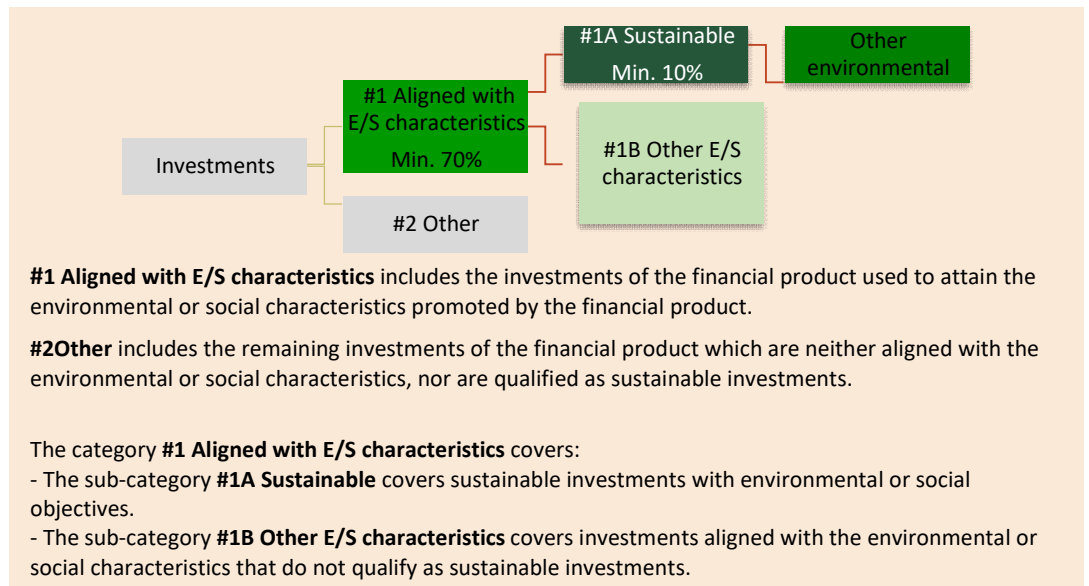 #1A Sustainable
Min. 10%
Other
environmental
#1 Aligned with
E/S characteristics
Min. 70%
#1B Other E/S
characteristics
Investments
#2 Other
#1 Aligned with E/S characteristics includes the investments of the financial product used to attain the
environmental or social characteristics promoted by the financial product.
#2Other includes the remaining investments of the financial product which are neither aligned with the
environmental or social characteristics, nor are qualified as sustainable investments.
The category #1 Aligned with E/S characteristics covers:
- The sub-category #1A Sustainable covers sustainable investments with environmental or social
objectives.
- The sub-category #1B Other E/S characteristics covers investments aligned with the environmental or
social characteristics that do not qualify as sustainable investments.